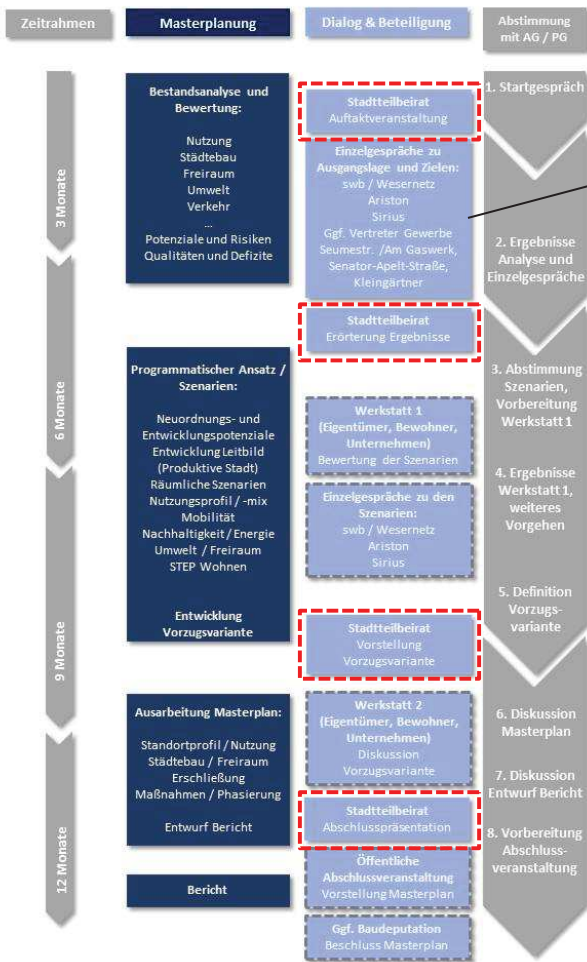 Zeitrahmen
Masterplanung
Dialog & Beteiligung
Abstimmung
mit AG / PG
3 Monate
6 Monate
9 Monate
12 Monate
Bestandsanalyse und
Bewertung:
Nutzung
Städtebau
Freiraum
Umwelt
Verkehr
...
Potenziale und Risiken
Qualitäten und Defizite
Programmatischer Ansatz /
Szenarien:
Neuordnungs- und
Entwicklungspotenziale
Entwicklung Leitbild
(Produktive Stadt)
Räumliche Szenarien
Nutzungsprofil / -mix
Mobilität
Nachhaltigkeit / Energie
Umwelt / Freiraum
STEP Wohnen
Entwicklung
Vorzugsvariante
Ausarbeitung Masterplan:
Standortprofil / Nutzung
Städtebau / Freiraum
Erschließung
Maßnahmen / Phasierung
Entwurf Bericht
Bericht
Stadtteilbeirat
Auftaktveranstaltung
Einzelgespräche zu
Ausgangslage und Zielen:
swb / Wesernetz
Ariston
Sirius
Ggf. Vertreter Gewerbe
Seumestr. /Am Gaswerk,
Senator-Apelt-Straße,
Kleingärtner
Stadtteilbeirat
Erörterung Ergebnisse
Werkstatt 1
(Eigentümer, Bewohner,
Unternehmen)
Bewertung der Szenarien
Einzelgespräche zu den
Szenarien:
swb / Wesernetz
Ariston
Sirius
Stadtteilbeirat
Vorstellung
Vorzugsvariante
Werkstatt 2
(Eigentümer, Bewohner,
Unternehmen)
Diskussion
Vorzugsvariante
Stadtteilbeirat
Abschlusspräsentation
Öffentliche
Abschlussveranstaltung
Vorstellung Masterplan
Ggf. Baudeputation
Beschluss Masterplan
1. Startgespräch
2. Ergebnisse
Analyse und
Einzelgespräche
3. Abstimmung
Szenarien,
Vorbereitung
Werkstatt 1
4. Ergebnisse
Werkstatt 1,
weiteres
Vorgehen
5. Definition
Vorzugs-
variante
6. Diskussion
Masterplan
7. Diskussion
Entwurf Bericht
8. Vorbereitung
Abschluss-
veranstaltung